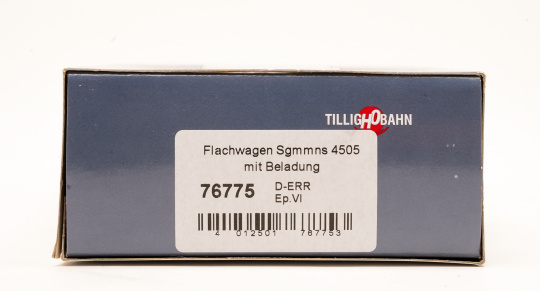 TILLIG H0 BAHN
Flachwagen Sgmmns 4505
mit Beladung
76775 D-ERR
Ep.VI
4 012501 767753